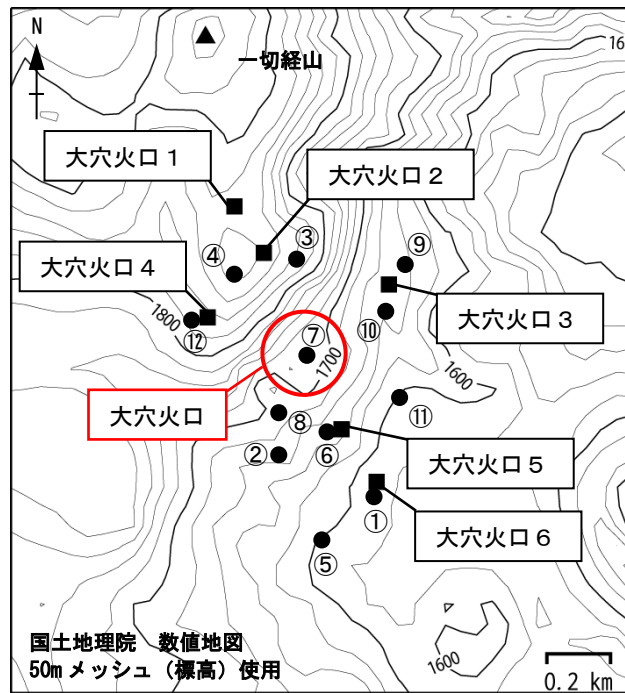 16
N
一切経山
大穴火口１
大穴火口２
③
⑨
④
大穴火口４
1800
⑫
大穴火口３
⑩
⑦
1700
1600
大穴火口
⑪
⑧
⑥
②
大穴火口５
①
大穴火口６
⑤
国土地理院　数値地図
50m メッシュ（標高）使用
1600
0.2 km